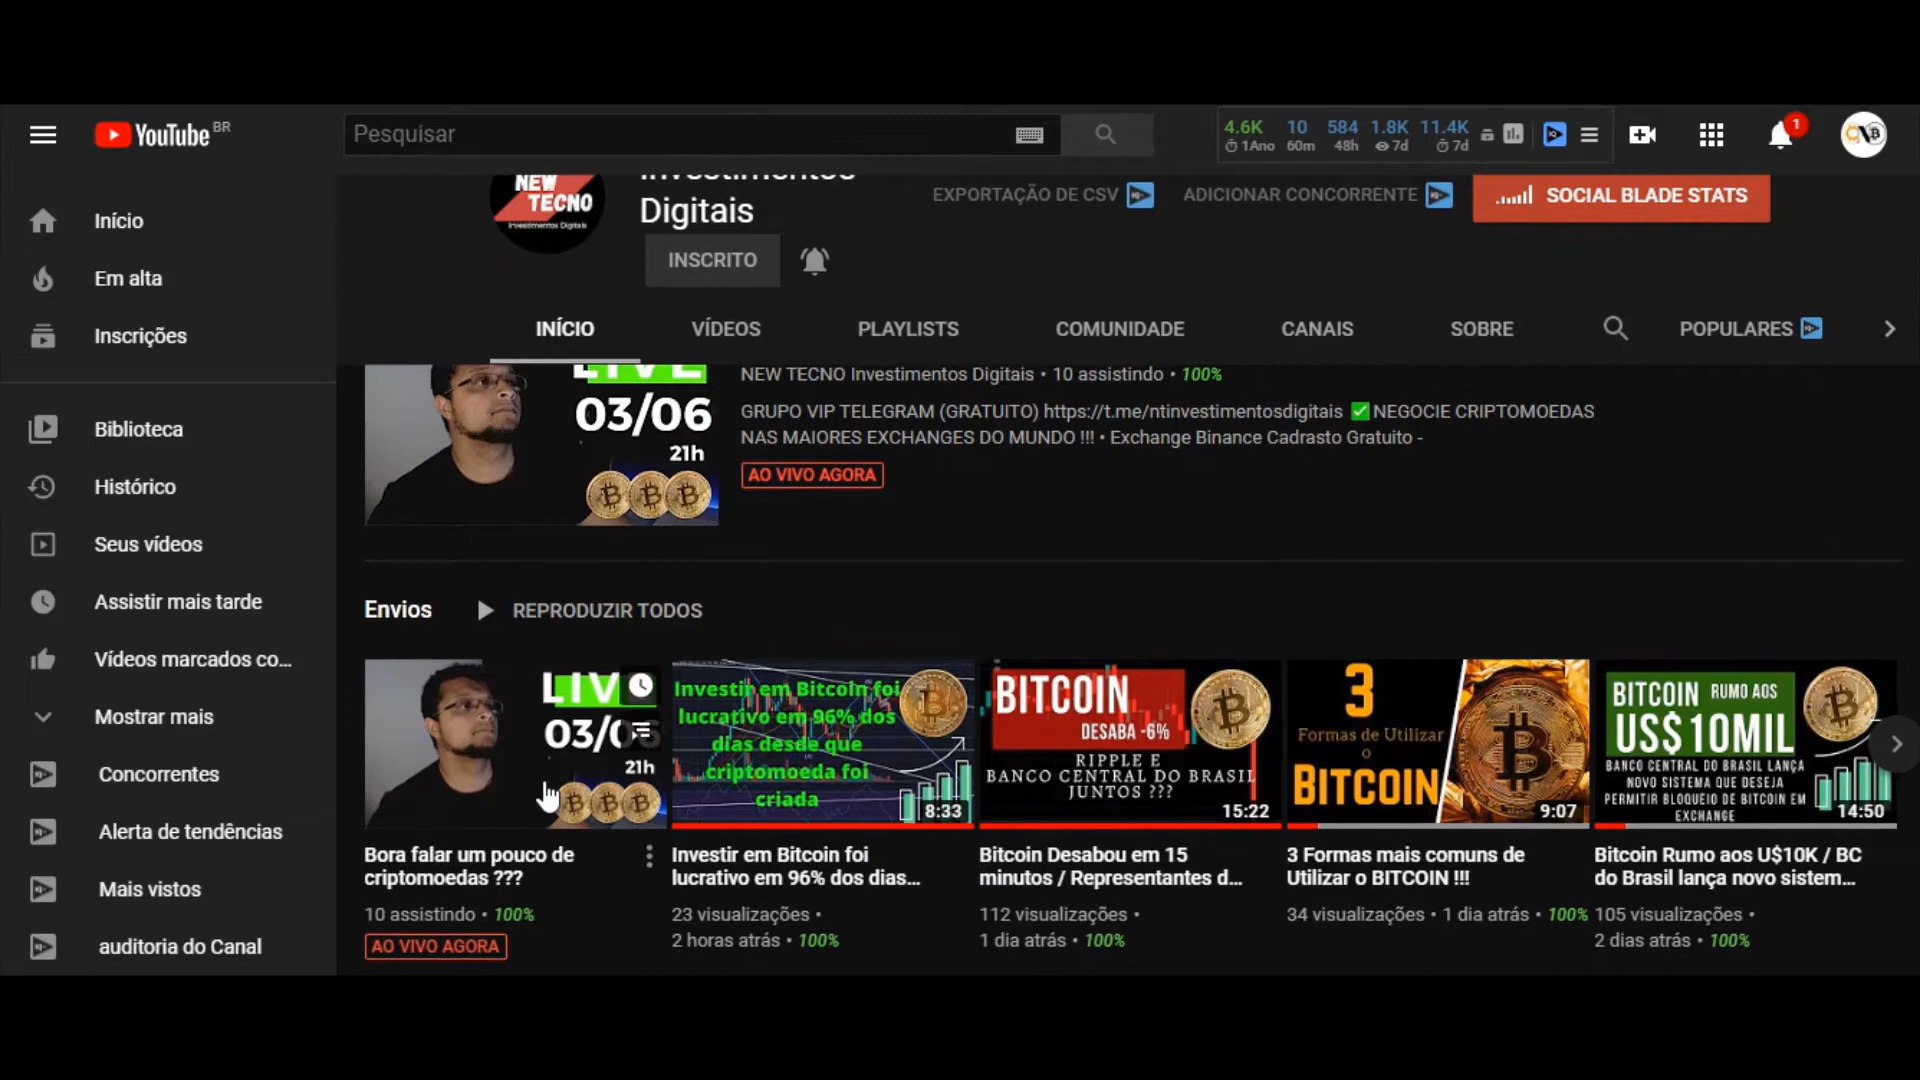 YouTube BR
Pesquisar
4.6K 10 584 1.8K 11.4K
1Ano 60m 48h 7d 7d
1
Início
Em alta
Inscrições
Biblioteca
Histórico
Seus vídeos
Assistir mais tarde
Vídeos marcados co...
Mostrar mais
Concorrentes
Alerta de tendências
Mais vistos
auditoria do Canal
NEW
TECNO
Investimentos Digitais
Investimentos
Digitais
EXPORTAÇÃO DE CSV
ADICIONAR CONCORRENTE
SOCIAL BLADE STATS
INSCRITO
INÍCIO VÍDEOS PLAYLISTS COMUNIDADE CANAIS SOBRE POPULARES
LIVE
03/06
21h
NEW TECNO Investimentos Digitais • 10 assistindo • 100%
GRUPO VIP TELEGRAM (GRATUITO) https://t.me/ntinvestimentosdigitais ✅ NEGOCIE CRIPTOMOEDAS
NAS MAIORES EXCHANGES DO MUNDO !!! • Exchange Binance Cadrasto Gratuito -
AO VIVO AGORA
Envios
REPRODUZIR TODOS
LIV
03/0
21h
Bora falar um pouco de
criptomoedas ???
10 assistindo • 100%
AO VIVO AGORA
Investir em Bitcoin foi
lucrativo em 96% dos
dias desde que
criptomoeda foi
criada
8:33
Investir em Bitcoin foi
lucrativo em 96% dos dias...
23 visualizações •
2 horas atrás • 100%
BITCOIN
DESABA -6%
RIPPLE E
BANCO CENTRAL DO BRASIL
JUNTOS ???
15:22
Bitcoin Desabou em 15
minutos / Representantes d...
112 visualizações •
1 dia atrás • 100%
3
Formas de Utilizar
o
BITCOIN
9:07
3 Formas mais comuns de
Utilizar o BITCOIN !!!
34 visualizações • 1 dia atrás • 100%
BITCOIN RUMO AOS
US$ 10MIL
BANCO CENTRAL DO BRASIL LANÇA
NOVO SISTEMA QUE DESEJA
PERMITIR BLOQUEIO DE BITCOIN EM
EXCHANGE
14:50
Bitcoin Rumo aos U$10K / BC
do Brasil lança novo sistem...
105 visualizações •
2 dias atrás • 100%